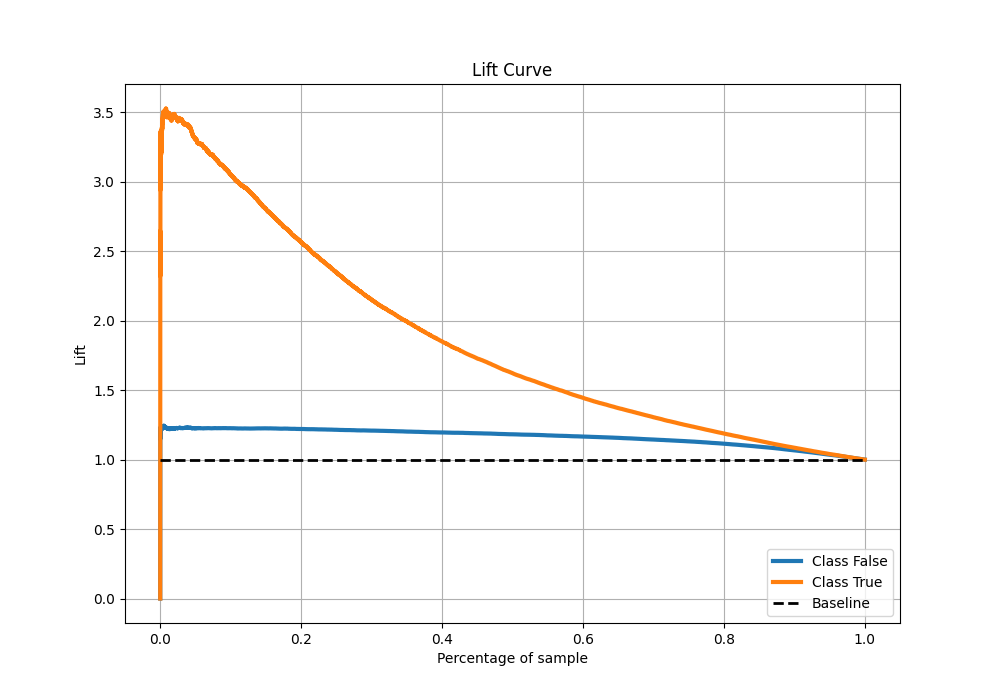 Lift Curve
3.5
3.0
2.5
2.0
1.5
1.0
0.5
0.0
Lift
0.0 0.2 0.4 0.6 0.8 1.0
Percentage of sample
Class False
Class True
Baseline